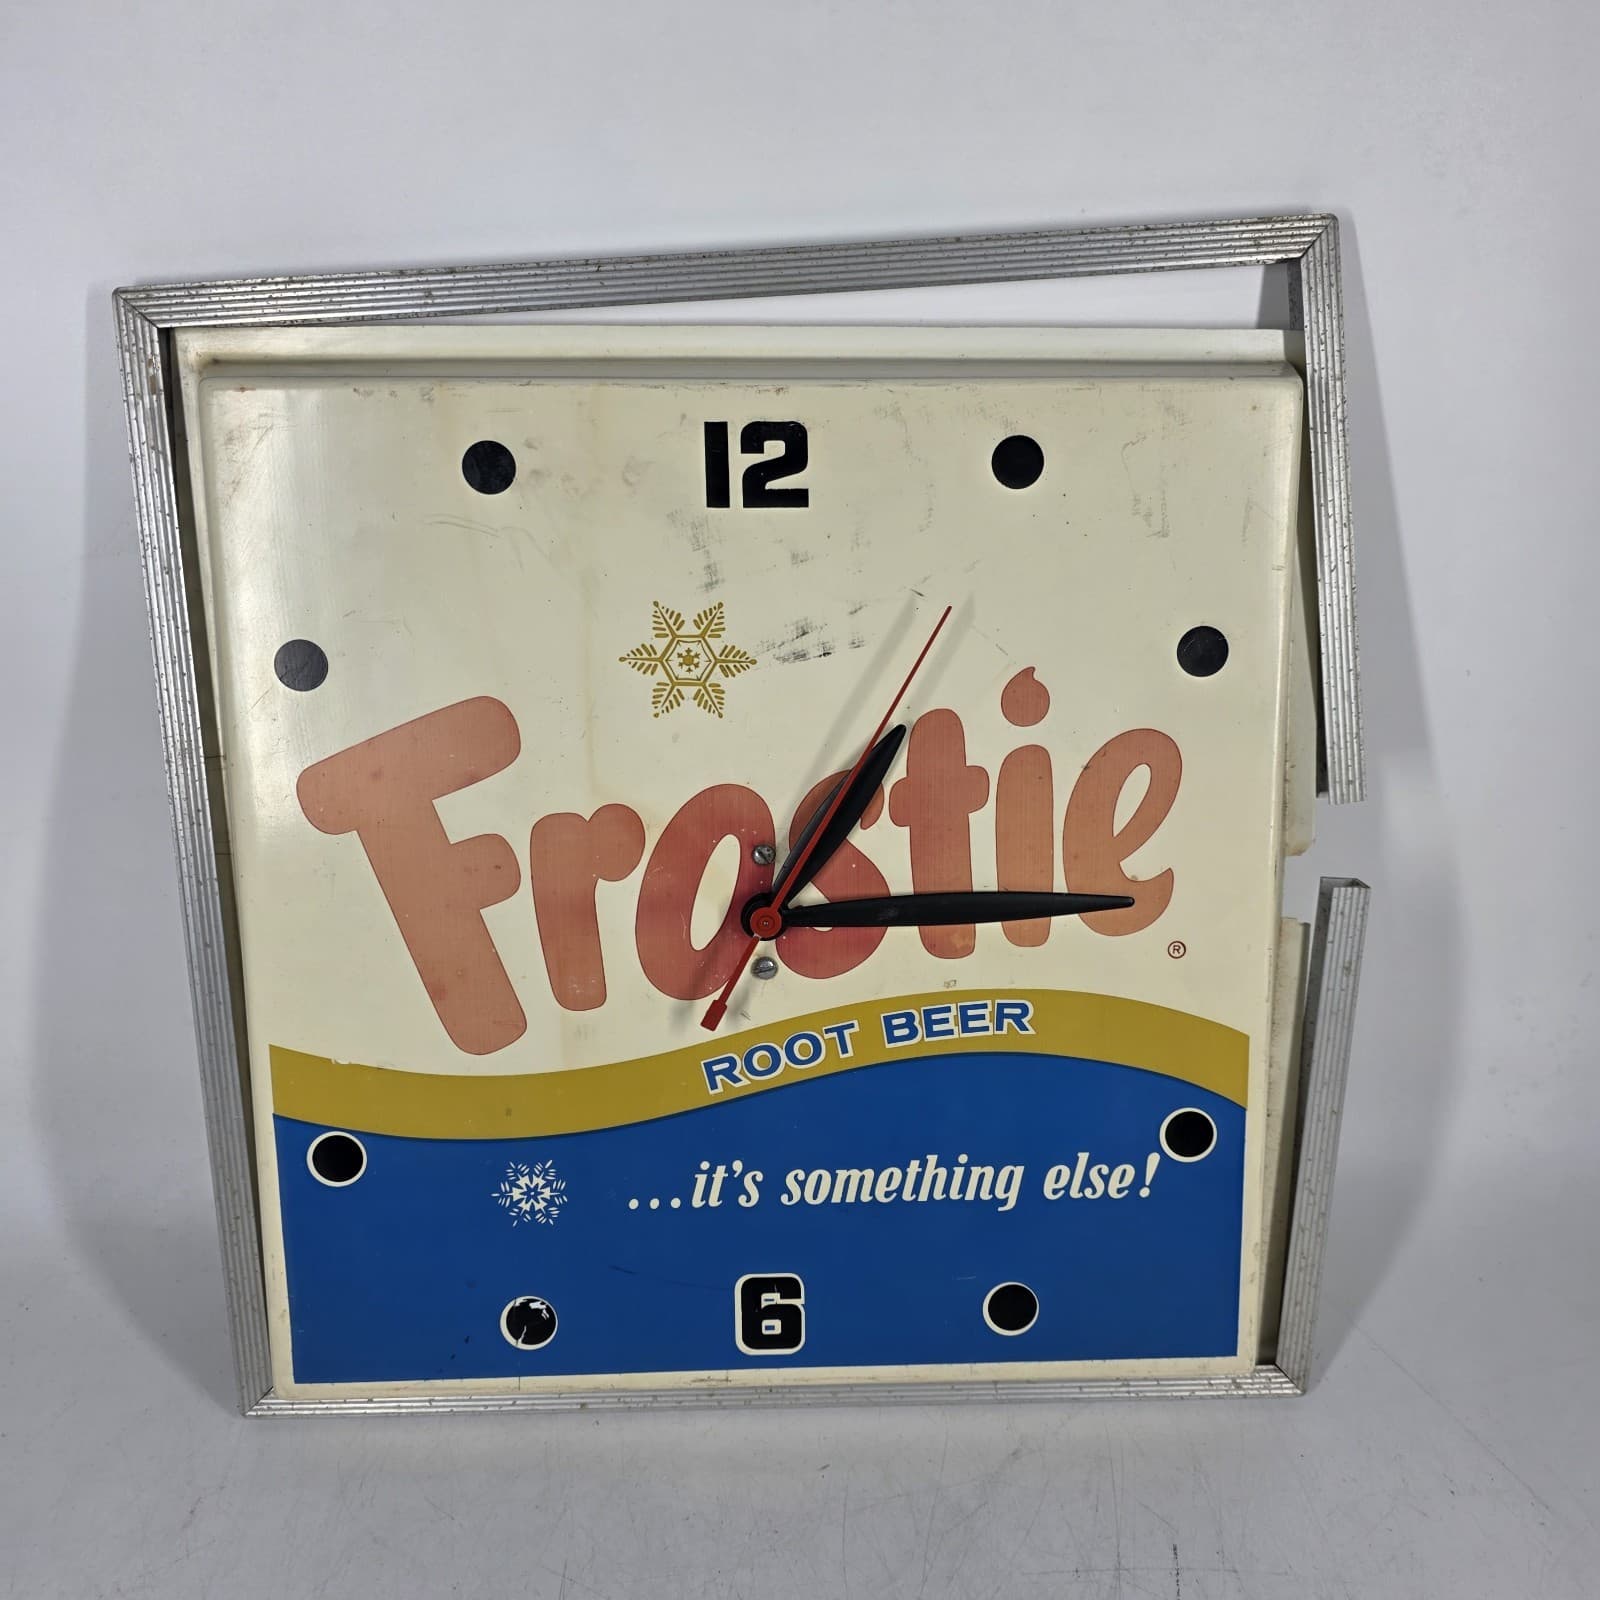 12
Frostie
®
ROOT BEER
...it's something else!
6